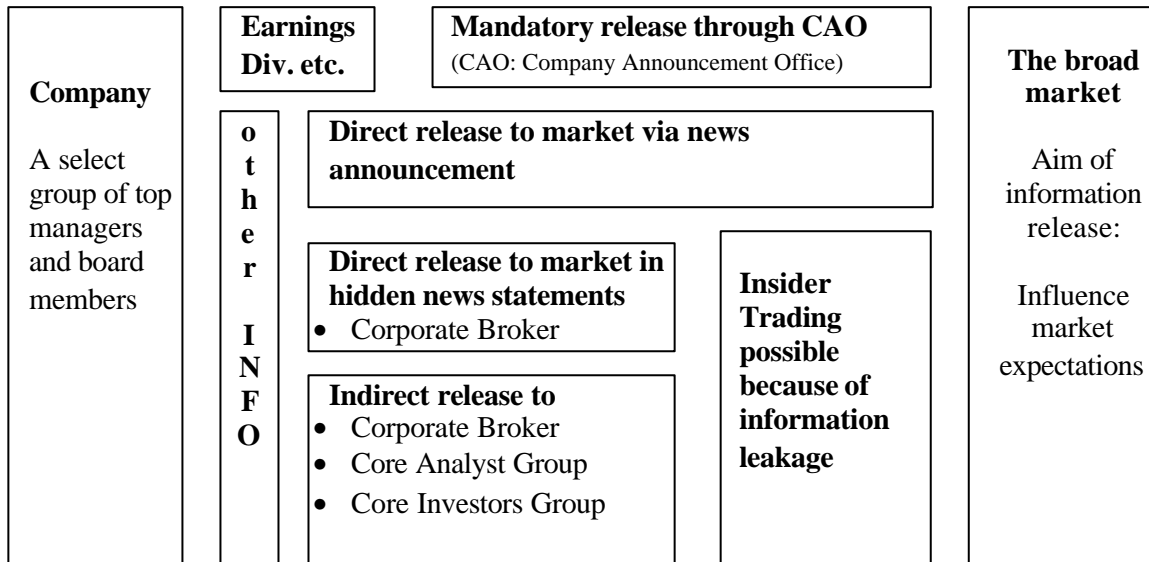 Company
A select
group of top
managers
and board
members
Earnings
Div. etc.
Mandatory release through CAO
(CAO: Company Announcement Office)
other INFO
Direct release to market via news
announcement
Direct release to market in
hidden news statements
• Corporate Broker
Indirect release to
• Corporate Broker
• Core Analyst Group
• Core Investors Group
Insider
Trading
possible
because of
information
leakage
The broad
market
Aim of
information
release:
Influence
market
expectations